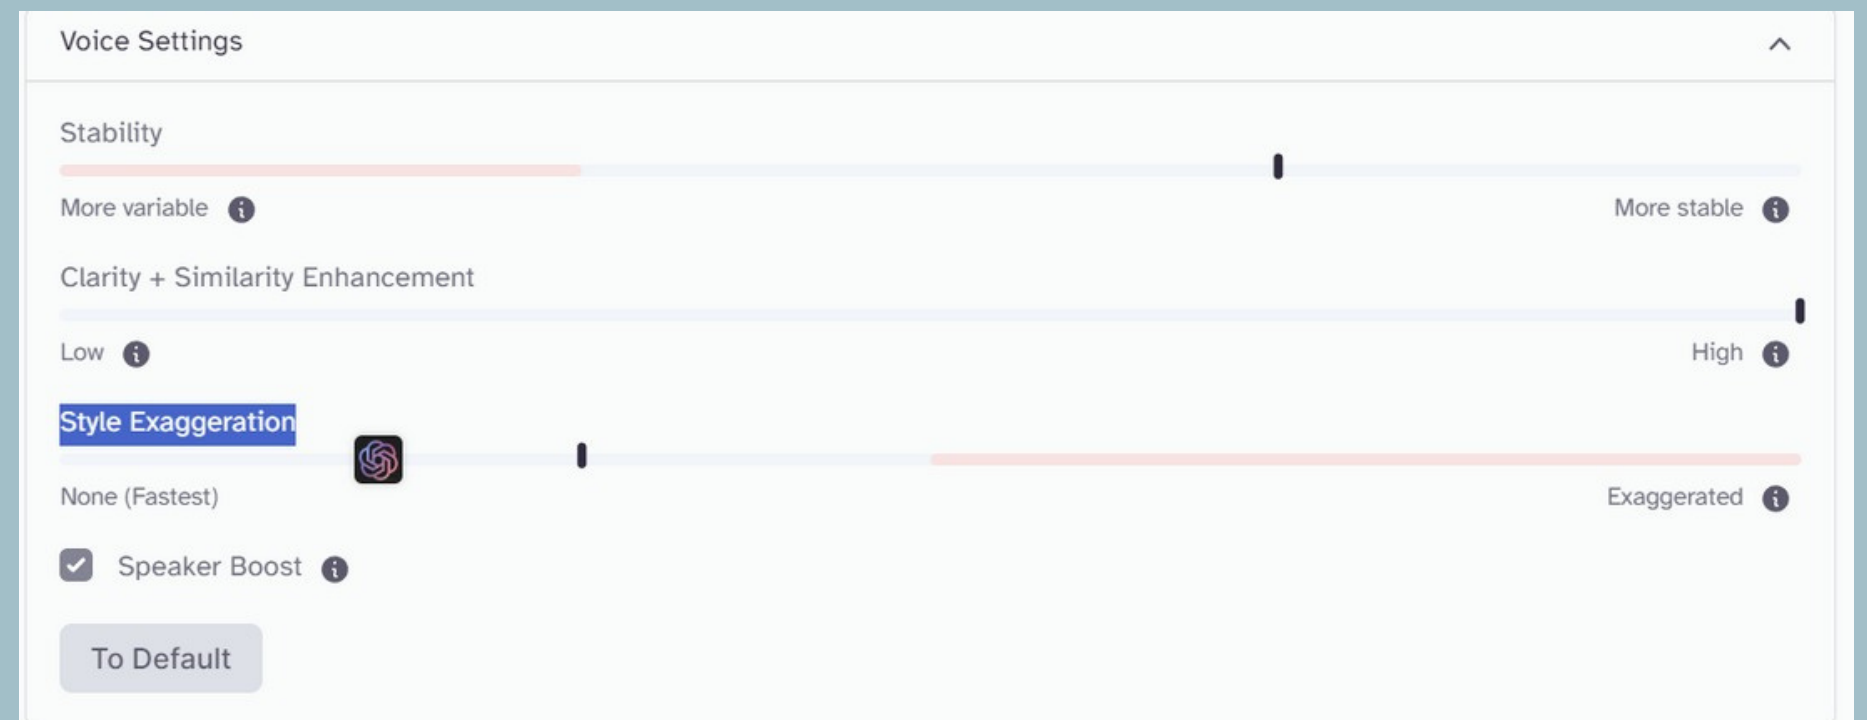 Voice Settings
Stability
More variable
More stable
Clarity + Similarity Enhancement
Low
High
Style Exaggeration
None (Fastest)
Exaggerated
Speaker Boost
To Default